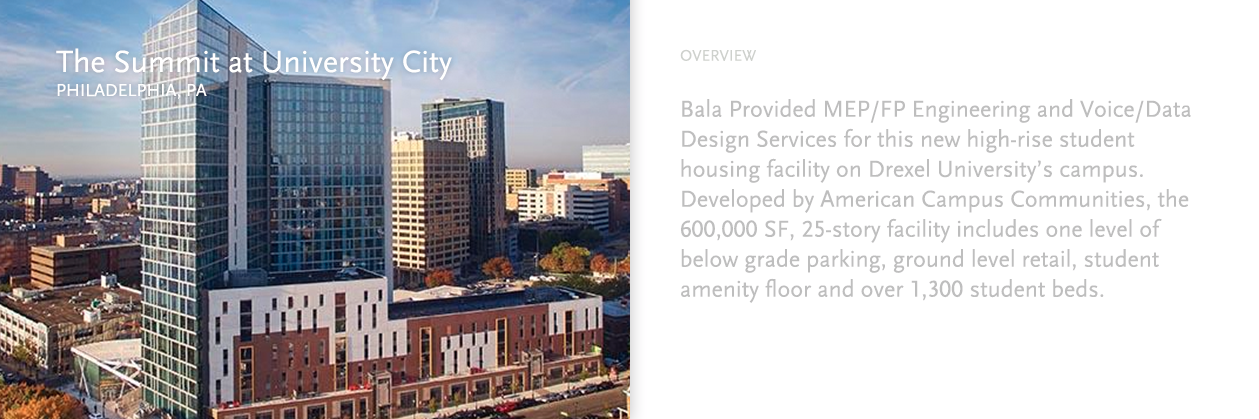 The Summit at University City
PHILADELPHIA, PA
OVERVIEW
Bala Provided MEP/FP Engineering and Voice/Data
Design Services for this new high-rise student
housing facility on Drexel University’s campus.
Developed by American Campus Communities, the
600,000 SF, 25-story facility includes one level of
below grade parking, ground level retail, student
amenity floor and over 1,300 student beds.